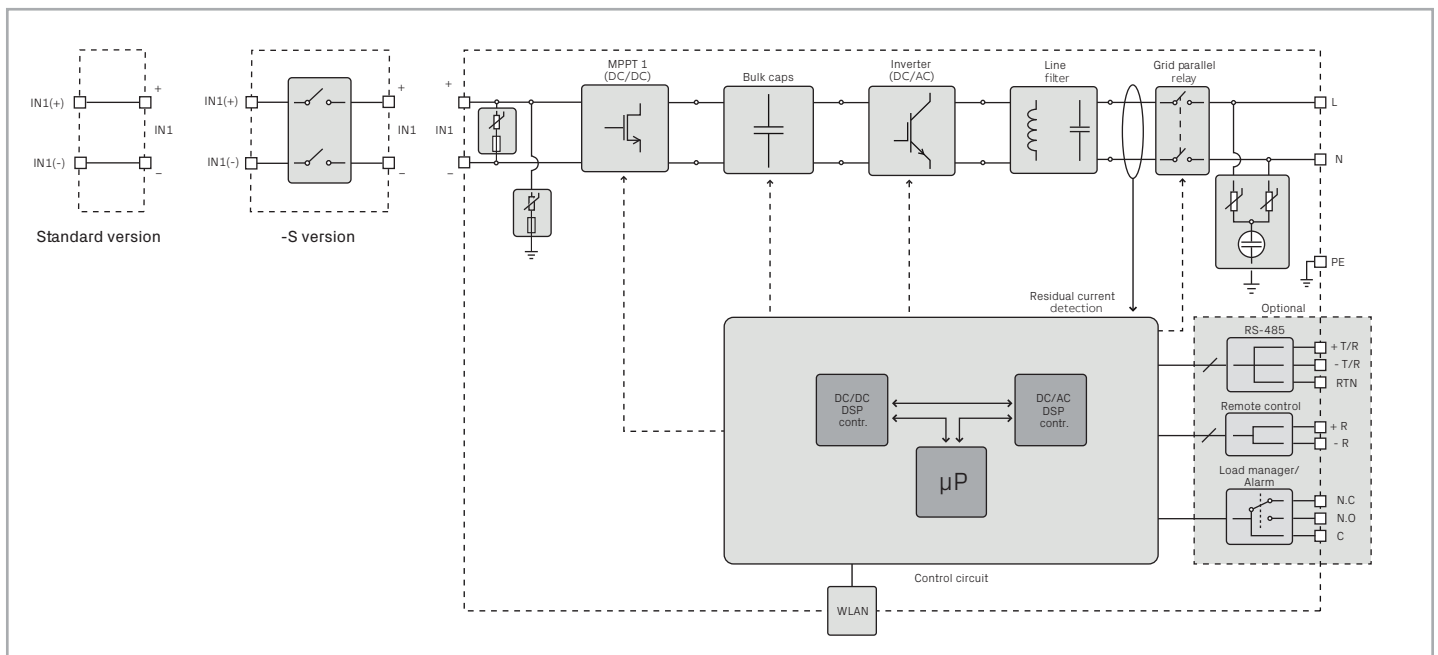 IN1(+)
+
IN1
IN1(-)
–
Standard version
IN1(+)
+
IN1
IN1(-)
–
-S version
+
IN1
–
MPPT 1
(DC/DC)
Bulk caps
Inverter
(DC/AC)
Line
filter
Grid parallel
relay
L
N
PE
Residual current
detection
Optional
RS-485
+ T/R
- T/R
RTN
Remote control
+ R
- R
Load manager/
Alarm
N.C
N.O
C
DC/DC
DSP
contr.
DC/AC
DSP
contr.
µP
Control circuit
WLAN